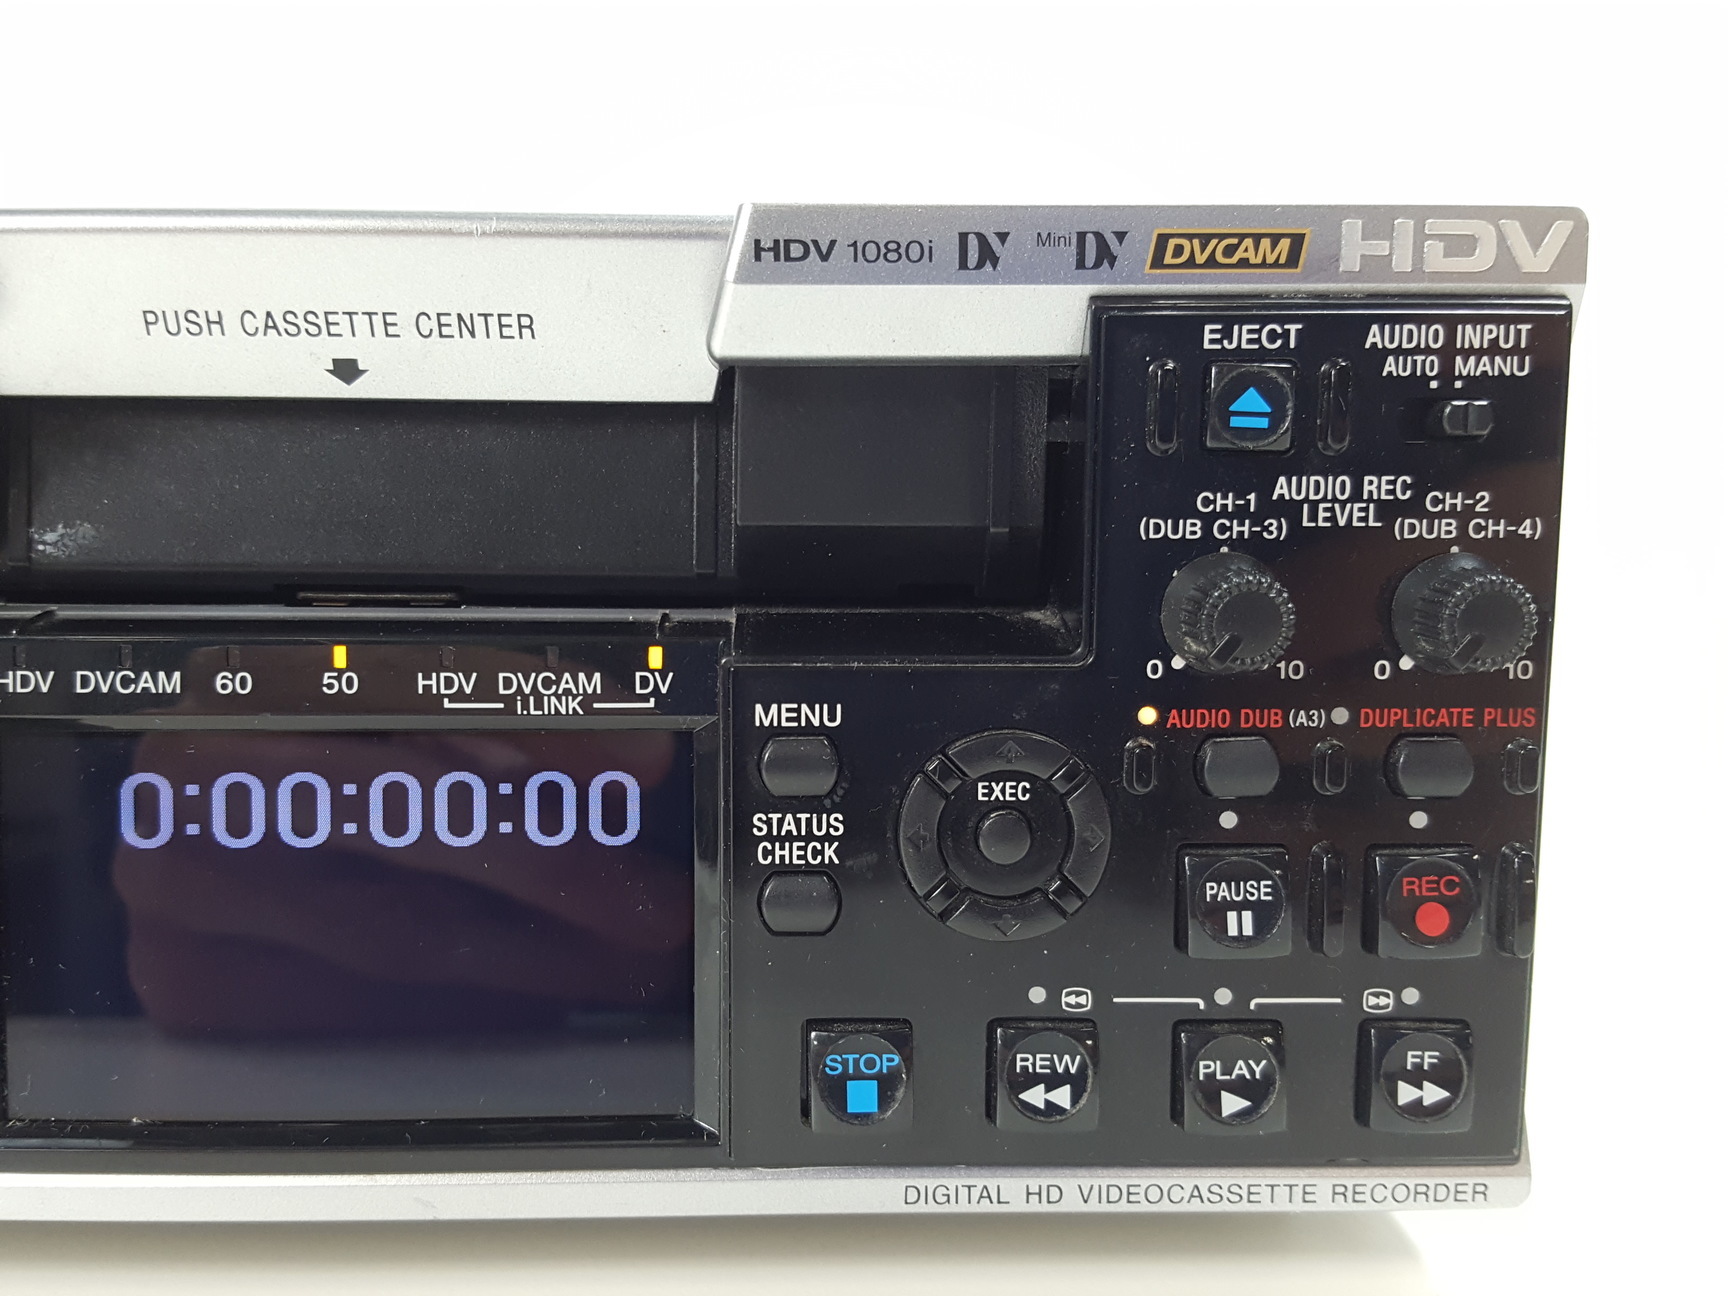 HDV 1080i DV Mini DV DVCAM HDV
PUSH CASSETTE CENTER
EJECT
AUDIO INPUT
AUTO MANU
AUDIO REC
LEVEL
CH-1
(DUB CH-3)
CH-2
(DUB CH-4)
0 10
0 10
HDV DVCAM 60 50 HDV DVCAM DV
i.LINK
0:00:00:00
MENU
STATUS
CHECK
EXEC
AUDIO DUB (A3)
DUPLICATE PLUS
PAUSE
REC
STOP
REW
PLAY
FF
DIGITAL HD VIDEOCASSETTE RECORDER